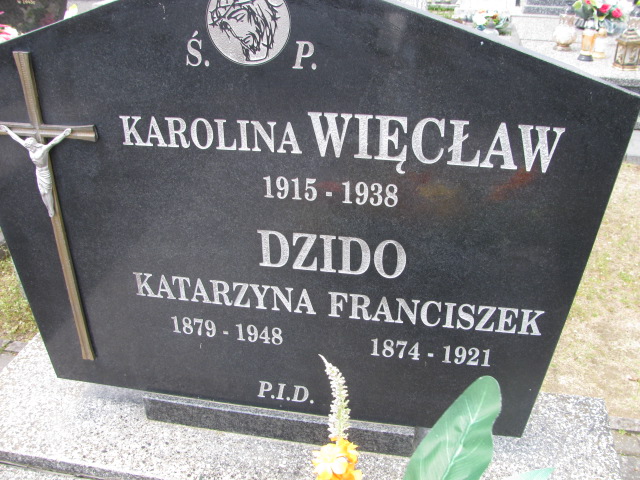 Ś. P.
KAROLINA WIĘCŁAW
1915 - 1938
DZIDO
KATARZYNA FRANCISZEK
1879 - 1948 1874 - 1921
P.I.D.